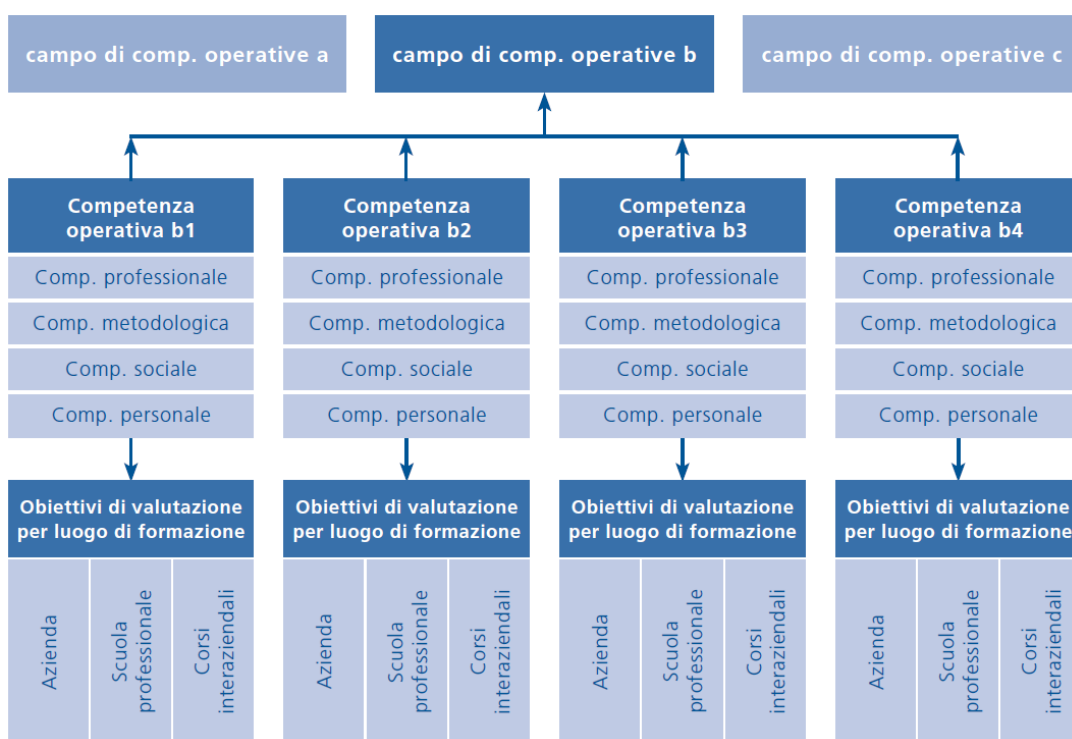 campo di comp. operative a
campo di comp. operative b
campo di comp. operative c
Competenza
operativa b1
Competenza
operativa b2
Competenza
operativa b3
Competenza
operativa b4
Comp. professionale
Comp. professionale
Comp. professionale
Comp. professionale
Comp. metodologica
Comp. metodologica
Comp. metodologica
Comp. metodologica
Comp. sociale
Comp. sociale
Comp. sociale
Comp. sociale
Comp. personale
Comp. personale
Comp. personale
Comp. personale
Obiettivi di valutazione
per luogo di formazione
Obiettivi di valutazione
per luogo di formazione
Obiettivi di valutazione
per luogo di formazione
Obiettivi di valutazione
per luogo di formazione
Azienda
Scuola
professionale
Corsi
interaziendali
Azienda
Scuola
professionale
Corsi
interaziendali
Azienda
Scuola
professionale
Corsi
interaziendali
Azienda
Scuola
professionale
Corsi
interaziendali